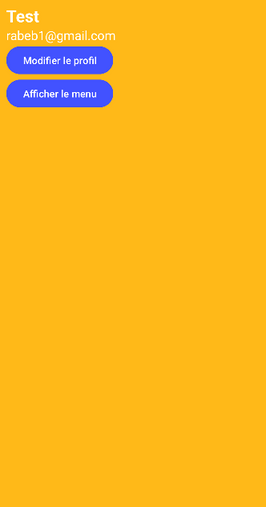 Test
rabeb1@gmail.com
Modifier le profil
Afficher le menu